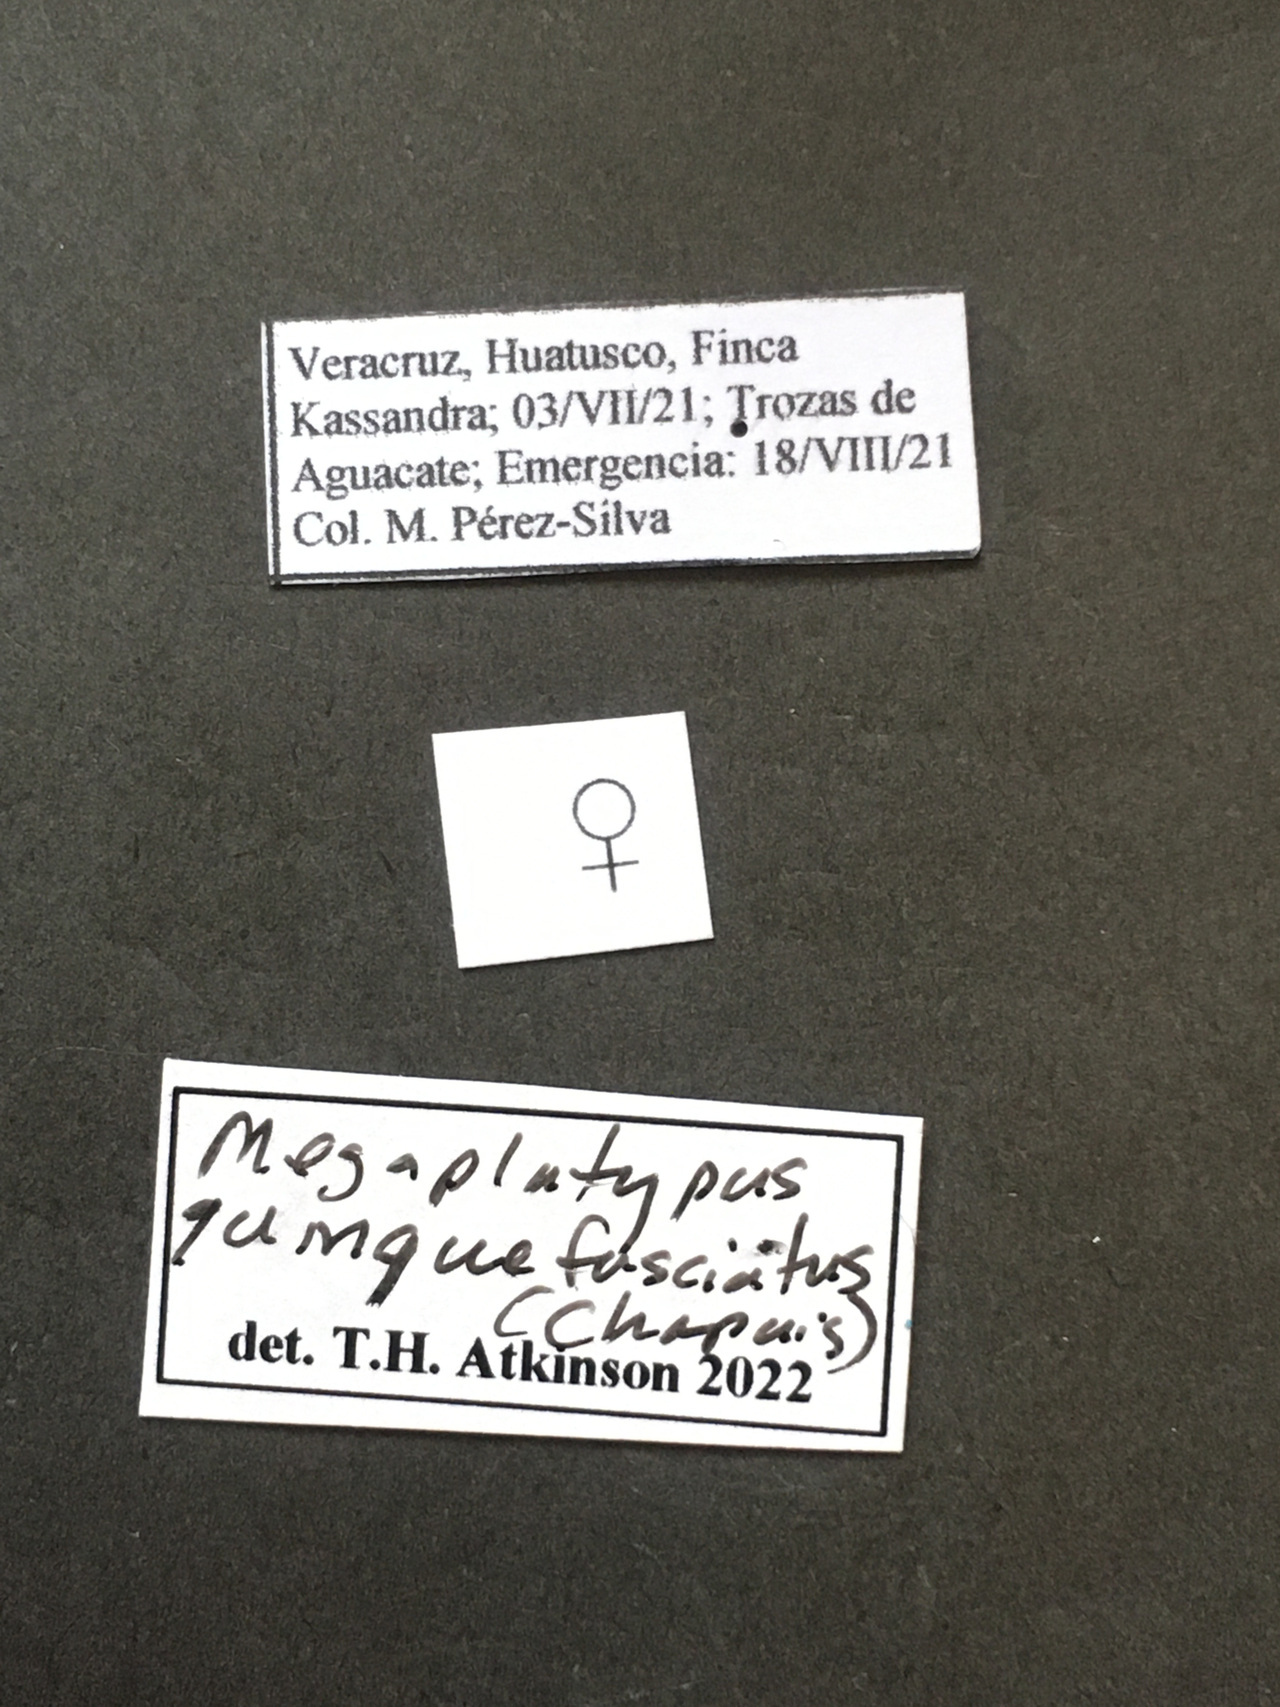 Veracruz, Huatusco, Finca
Kassandra; 03/VII/21; Trozas de
Aguacate; Emergencia: 18/VIII/21
Col. M. Pérez-Silva
♀
Megaplatypus
qunquefasciatus
(Chapuis)
det. T.H. Atkinson 2022